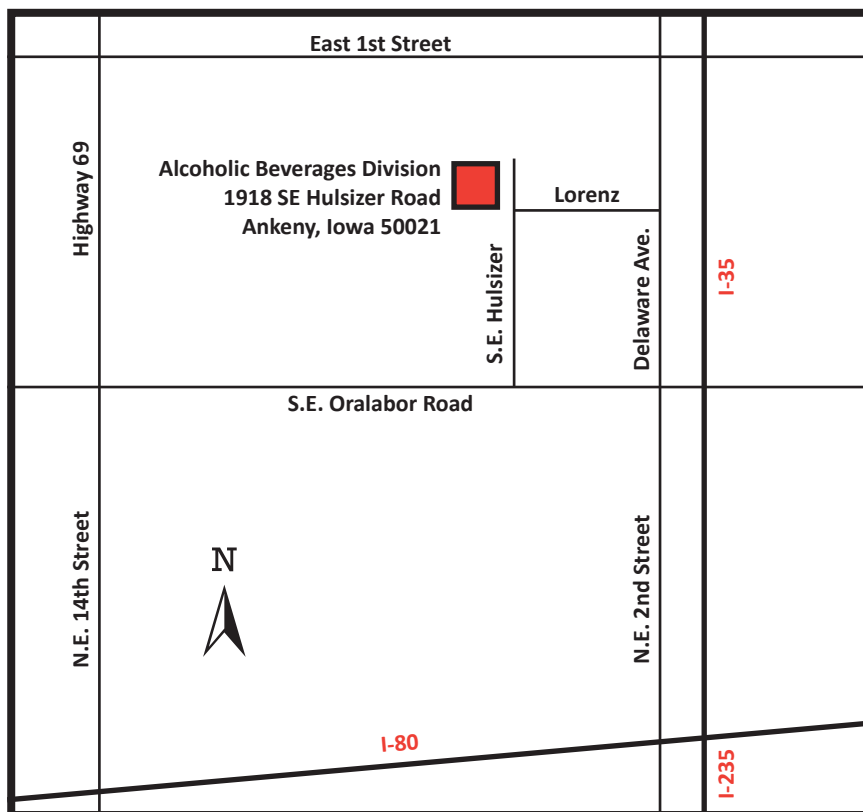 East 1st Street
Highway 69
Alcoholic Beverages Division
1918 SE Hulsizer Road
Ankeny, Iowa 50021
Lorenz
S.E. Hulsizer
Delaware Ave.
I-35
S.E. Oralabor Road
N.E. 14th Street
N
N.E. 2nd Street
I-80
I-235